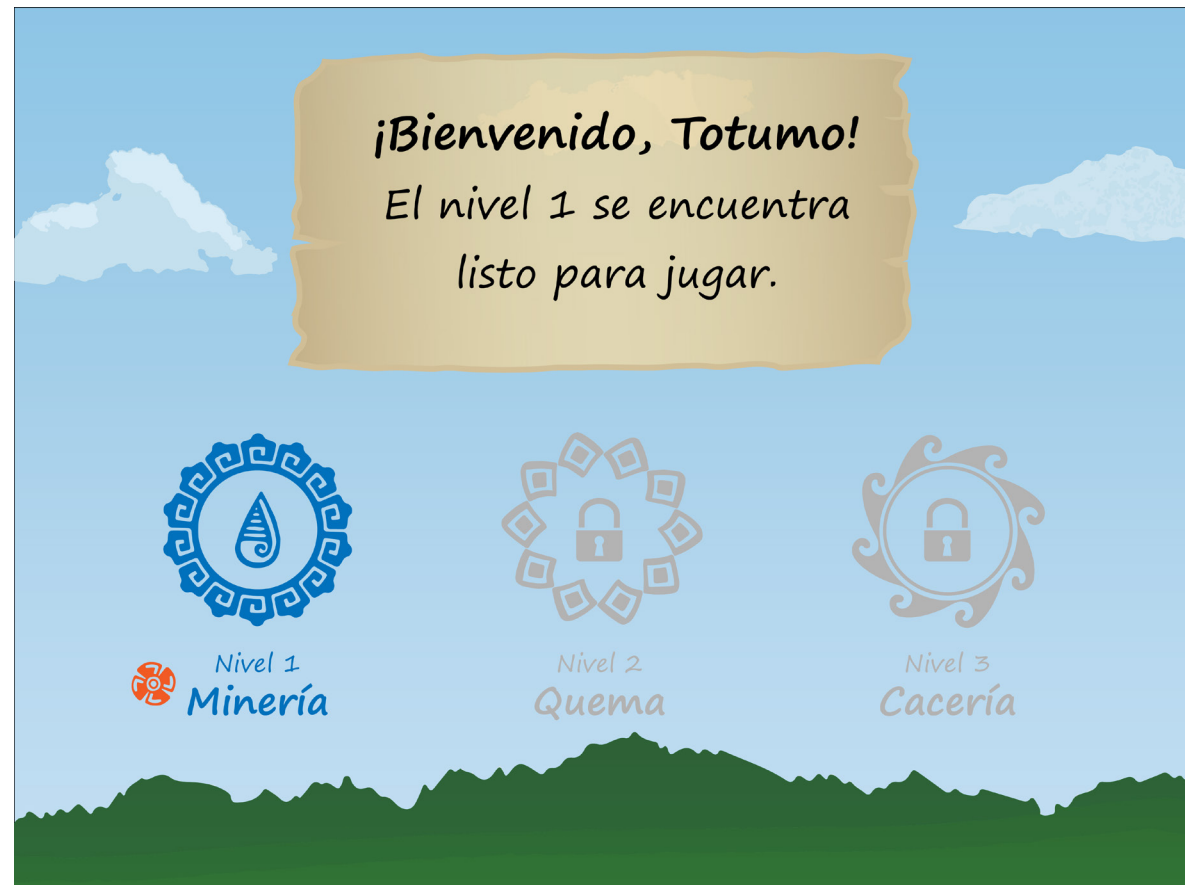 ¡Bienvenido, Totumo!
El nivel 1 se encuentra
listo para jugar.
Nivel 1
Minería
Nivel 2
Quema
Nivel 3
Cacería